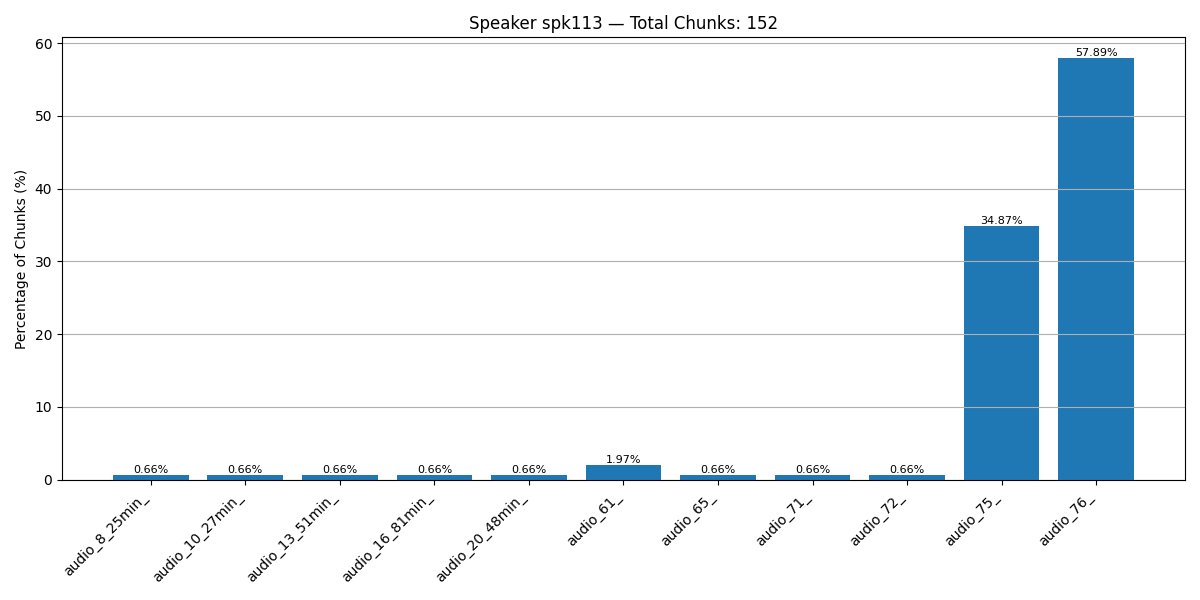 Speaker spk113 — Total Chunks: 152
Percentage of Chunks (%)
60
50
40
30
20
10
0
0.66%
0.66%
0.66%
0.66%
0.66%
1.97%
0.66%
0.66%
0.66%
34.87%
57.89%
audio_8_25min_
audio_10_27min_
audio_13_51min_
audio_16_81min_
audio_20_48min_
audio_61_
audio_65_
audio_71_
audio_72_
audio_75_
audio_76_